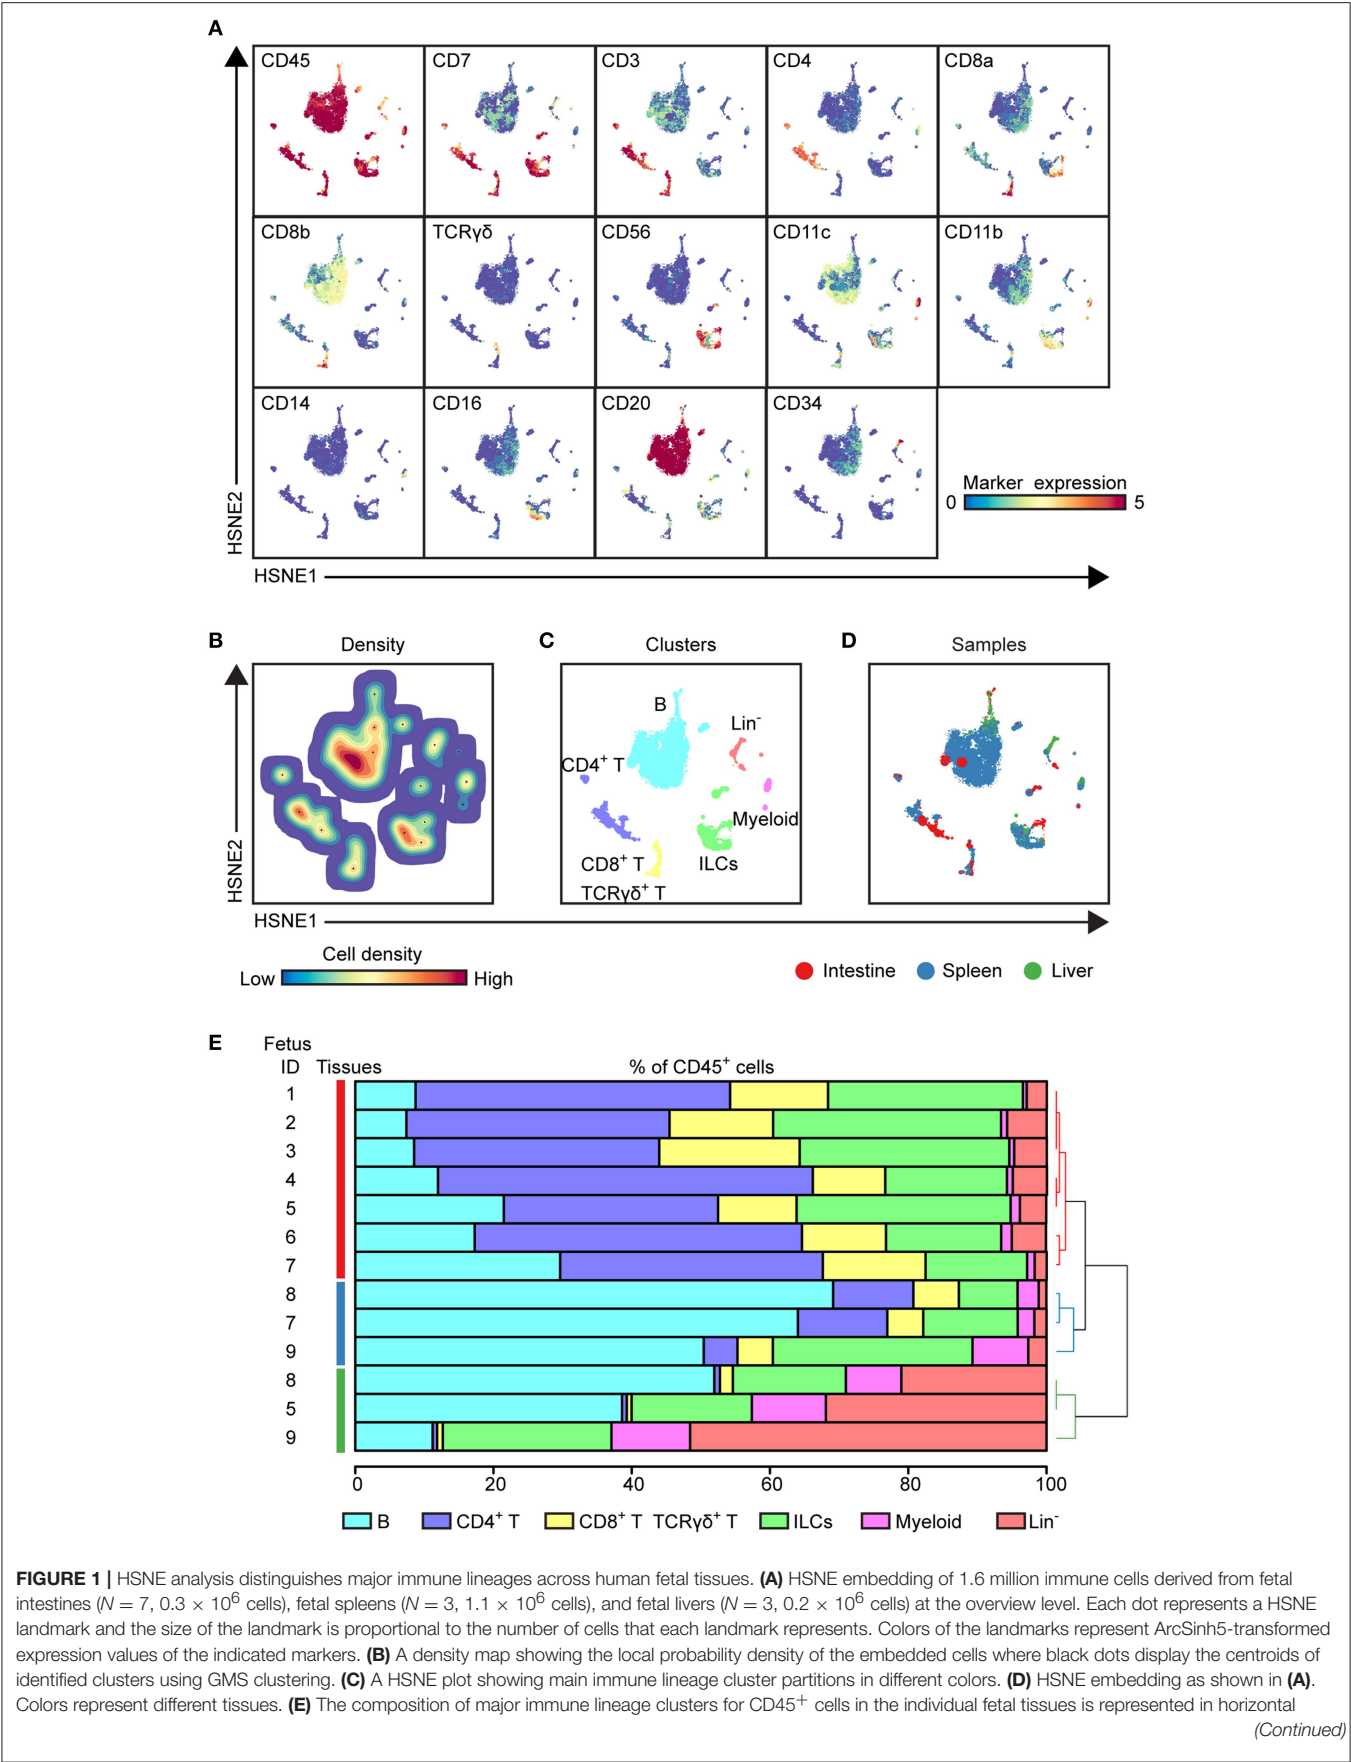 A
CD45 CD7 CD3 CD4 CD8a
CD8b TCRγδ CD56 CD11c CD11b
CD14 CD16 CD20 CD34
Marker expression
0 5
HSNE2
HSNE1
B Density C Clusters D Samples
B
Lin⁻
CD4⁺ T
Myeloid
CD8⁺ T ILCs
TCRγδ⁺ T
HSNE2
HSNE1
Cell density
Low High
Intestine Spleen Liver
E Fetus
ID Tissues % of CD45⁺ cells
1
2
3
4
5
6
7
8
7
9
8
5
9
0 20 40 60 80 100
B CD4⁺ T CD8⁺ T TCRγδ⁺ T ILCs Myeloid Lin⁻
FIGURE 1 | HSNE analysis distinguishes major immune lineages across human fetal tissues. (A) HSNE embedding of 1.6 million immune cells derived from fetal
intestines (N = 7, 0.3 × 10⁶ cells), fetal spleens (N = 3, 1.1 × 10⁶ cells), and fetal livers (N = 3, 0.2 × 10⁶ cells) at the overview level. Each dot represents a HSNE
landmark and the size of the landmark is proportional to the number of cells that each landmark represents. Colors of the landmarks represent ArcSinh5-transformed
expression values of the indicated markers. (B) A density map showing the local probability density of the embedded cells where black dots display the centroids of
identified clusters using GMS clustering. (C) A HSNE plot showing main immune lineage cluster partitions in different colors. (D) HSNE embedding as shown in (A).
Colors represent different tissues. (E) The composition of major immune lineage clusters for CD45⁺ cells in the individual fetal tissues is represented in horizontal
(Continued)